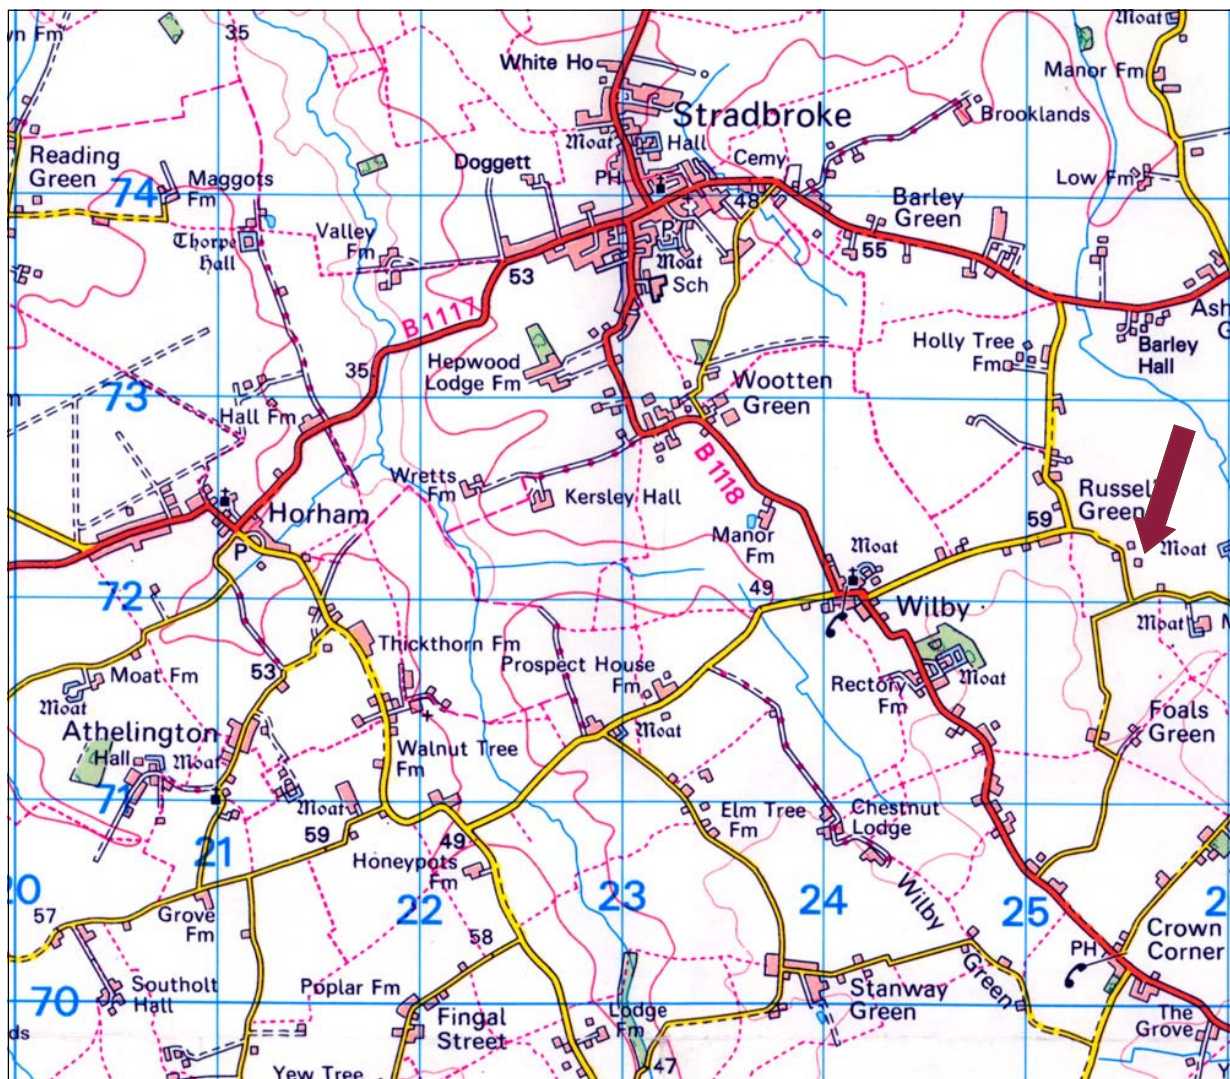 35
Moat
White Ho
Manor Fm
Stradbroke
Brooklands
Moat
Hall
Reading
Green
Doggett
Cemy
74
Maggots
Fm
PH
Low Fm
Barley
Green
48
Thorpe
Hall
Valley
Fm
P
55
53
Moat
Sch
B 1117
Holly Tree
Fm
Barley
Hall
35
Hepwood
Lodge Fm
73
Wootten
Green
Hall Fm
B 1118
Wretts
Fm
Kersley Hall
Horham
Green
59
Manor
Fm
Moat
Moat
P
72
49
Wilby
Moat
Thickthorn Fm
Prospect House
Fm
53
Moat Fm
Rectory
Fm
Moat
Moat
Foals
Green
Athelington
Hall
Moat
Moat
Walnut Tree
Fm
71
Moat
Elm Tree
Fm
Chestnut
Lodge
59
49
21
Honeypots
Fm
20
22
23
24
25
Wilby
Green
57
Grove
Fm
58
PH
Crown
Corner
Southolt
Hall
Poplar Fm
70
Fingal
Street
Lodge
Fm
Stanway
Green
The
Grove
47
Yew Tree